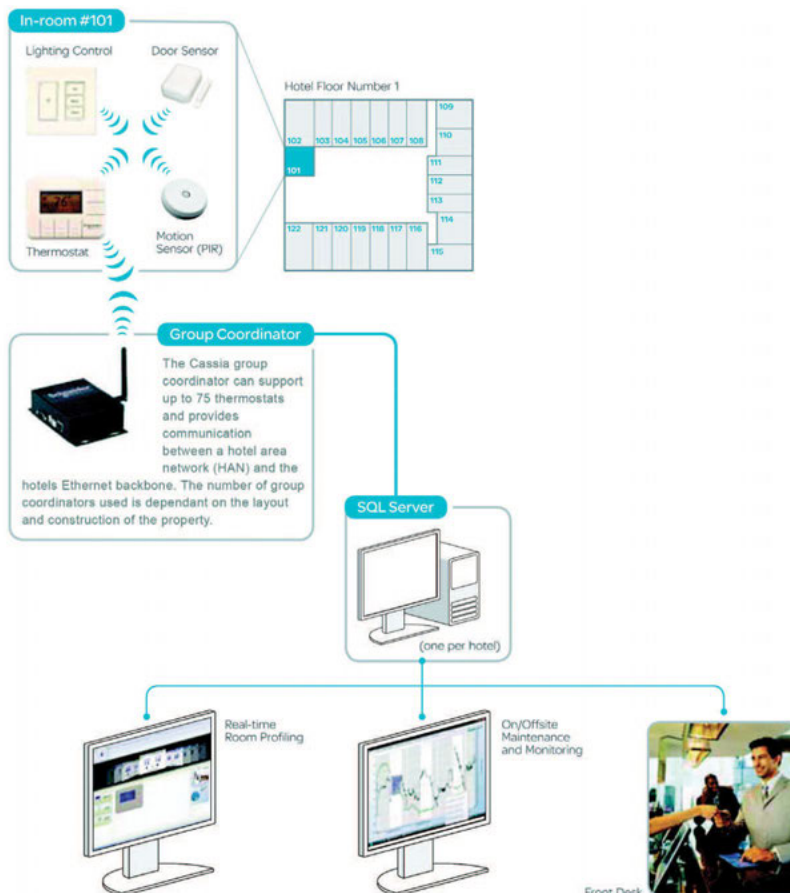 In-room #101
Lighting Control
Door Sensor
Thermostat
Motion
Sensor (PIR)
Hotel Floor Number 1
102 103 104 105 106 107 108
109
110
101
111
112
113
114
115
122 121 120 119 118 117 116
Group Coordinator
The Cassia group
coordinator can support
up to 75 thermostats
and provides
communication
between a hotel area
network (HAN) and the
hotels Ethernet backbone. The number of group
coordinators used is dependant on the layout
and construction of the property.
SQL Server
(one per hotel)
Real-time
Room Profiling
On/Offsite
Maintenance
and Monitoring
Front Desk